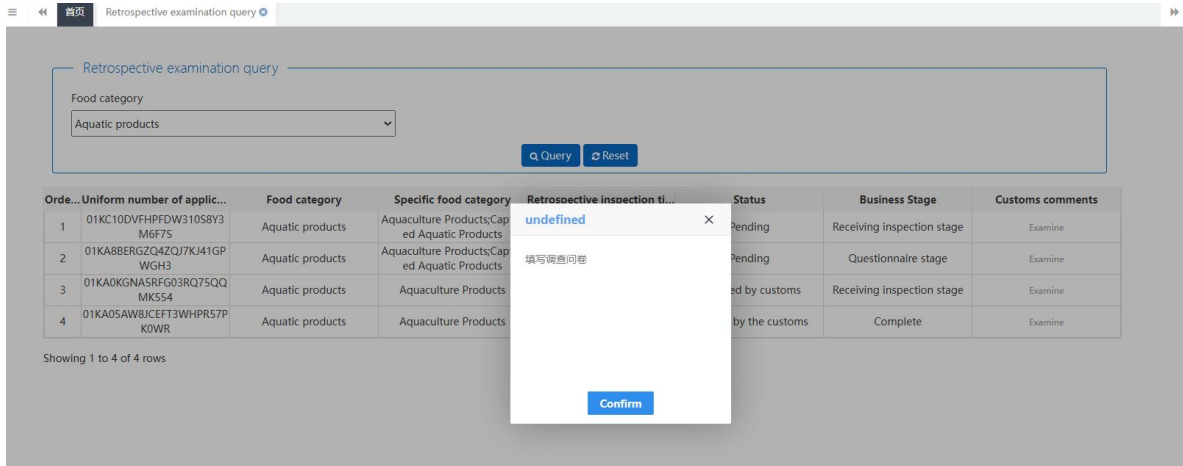 首页 Retrospective examination query
Retrospective examination query
Food category
Aquatic products
Query Reset
Orde... Uniform number of applic... Food category Specific food category Retrospective inspection ti... Status Business Stage Customs comments
1 01KC10DVFHPFDW310S8Y3 Aquatic products Aquaculture Products;Cap Pending Receiving inspection stage Examine
M6F7S ed Aquatic Products
2 01KA8BERGZQ4ZQJ7KJ41GP Aquatic products Aquaculture Products;Cap Pending Questionnaire stage Examine
WGH3 ed Aquatic Products
3 01KA0KGNA5RFG03RQ75QQ Aquatic products Aquaculture Products ed by customs Receiving inspection stage Examine
MK554
4 01KA05AW8JCEFT3WHPR57P Aquatic products Aquaculture Products by the customs Complete Examine
K0WR
Showing 1 to 4 of 4 rows
undefined
填写调查问卷
Confirm